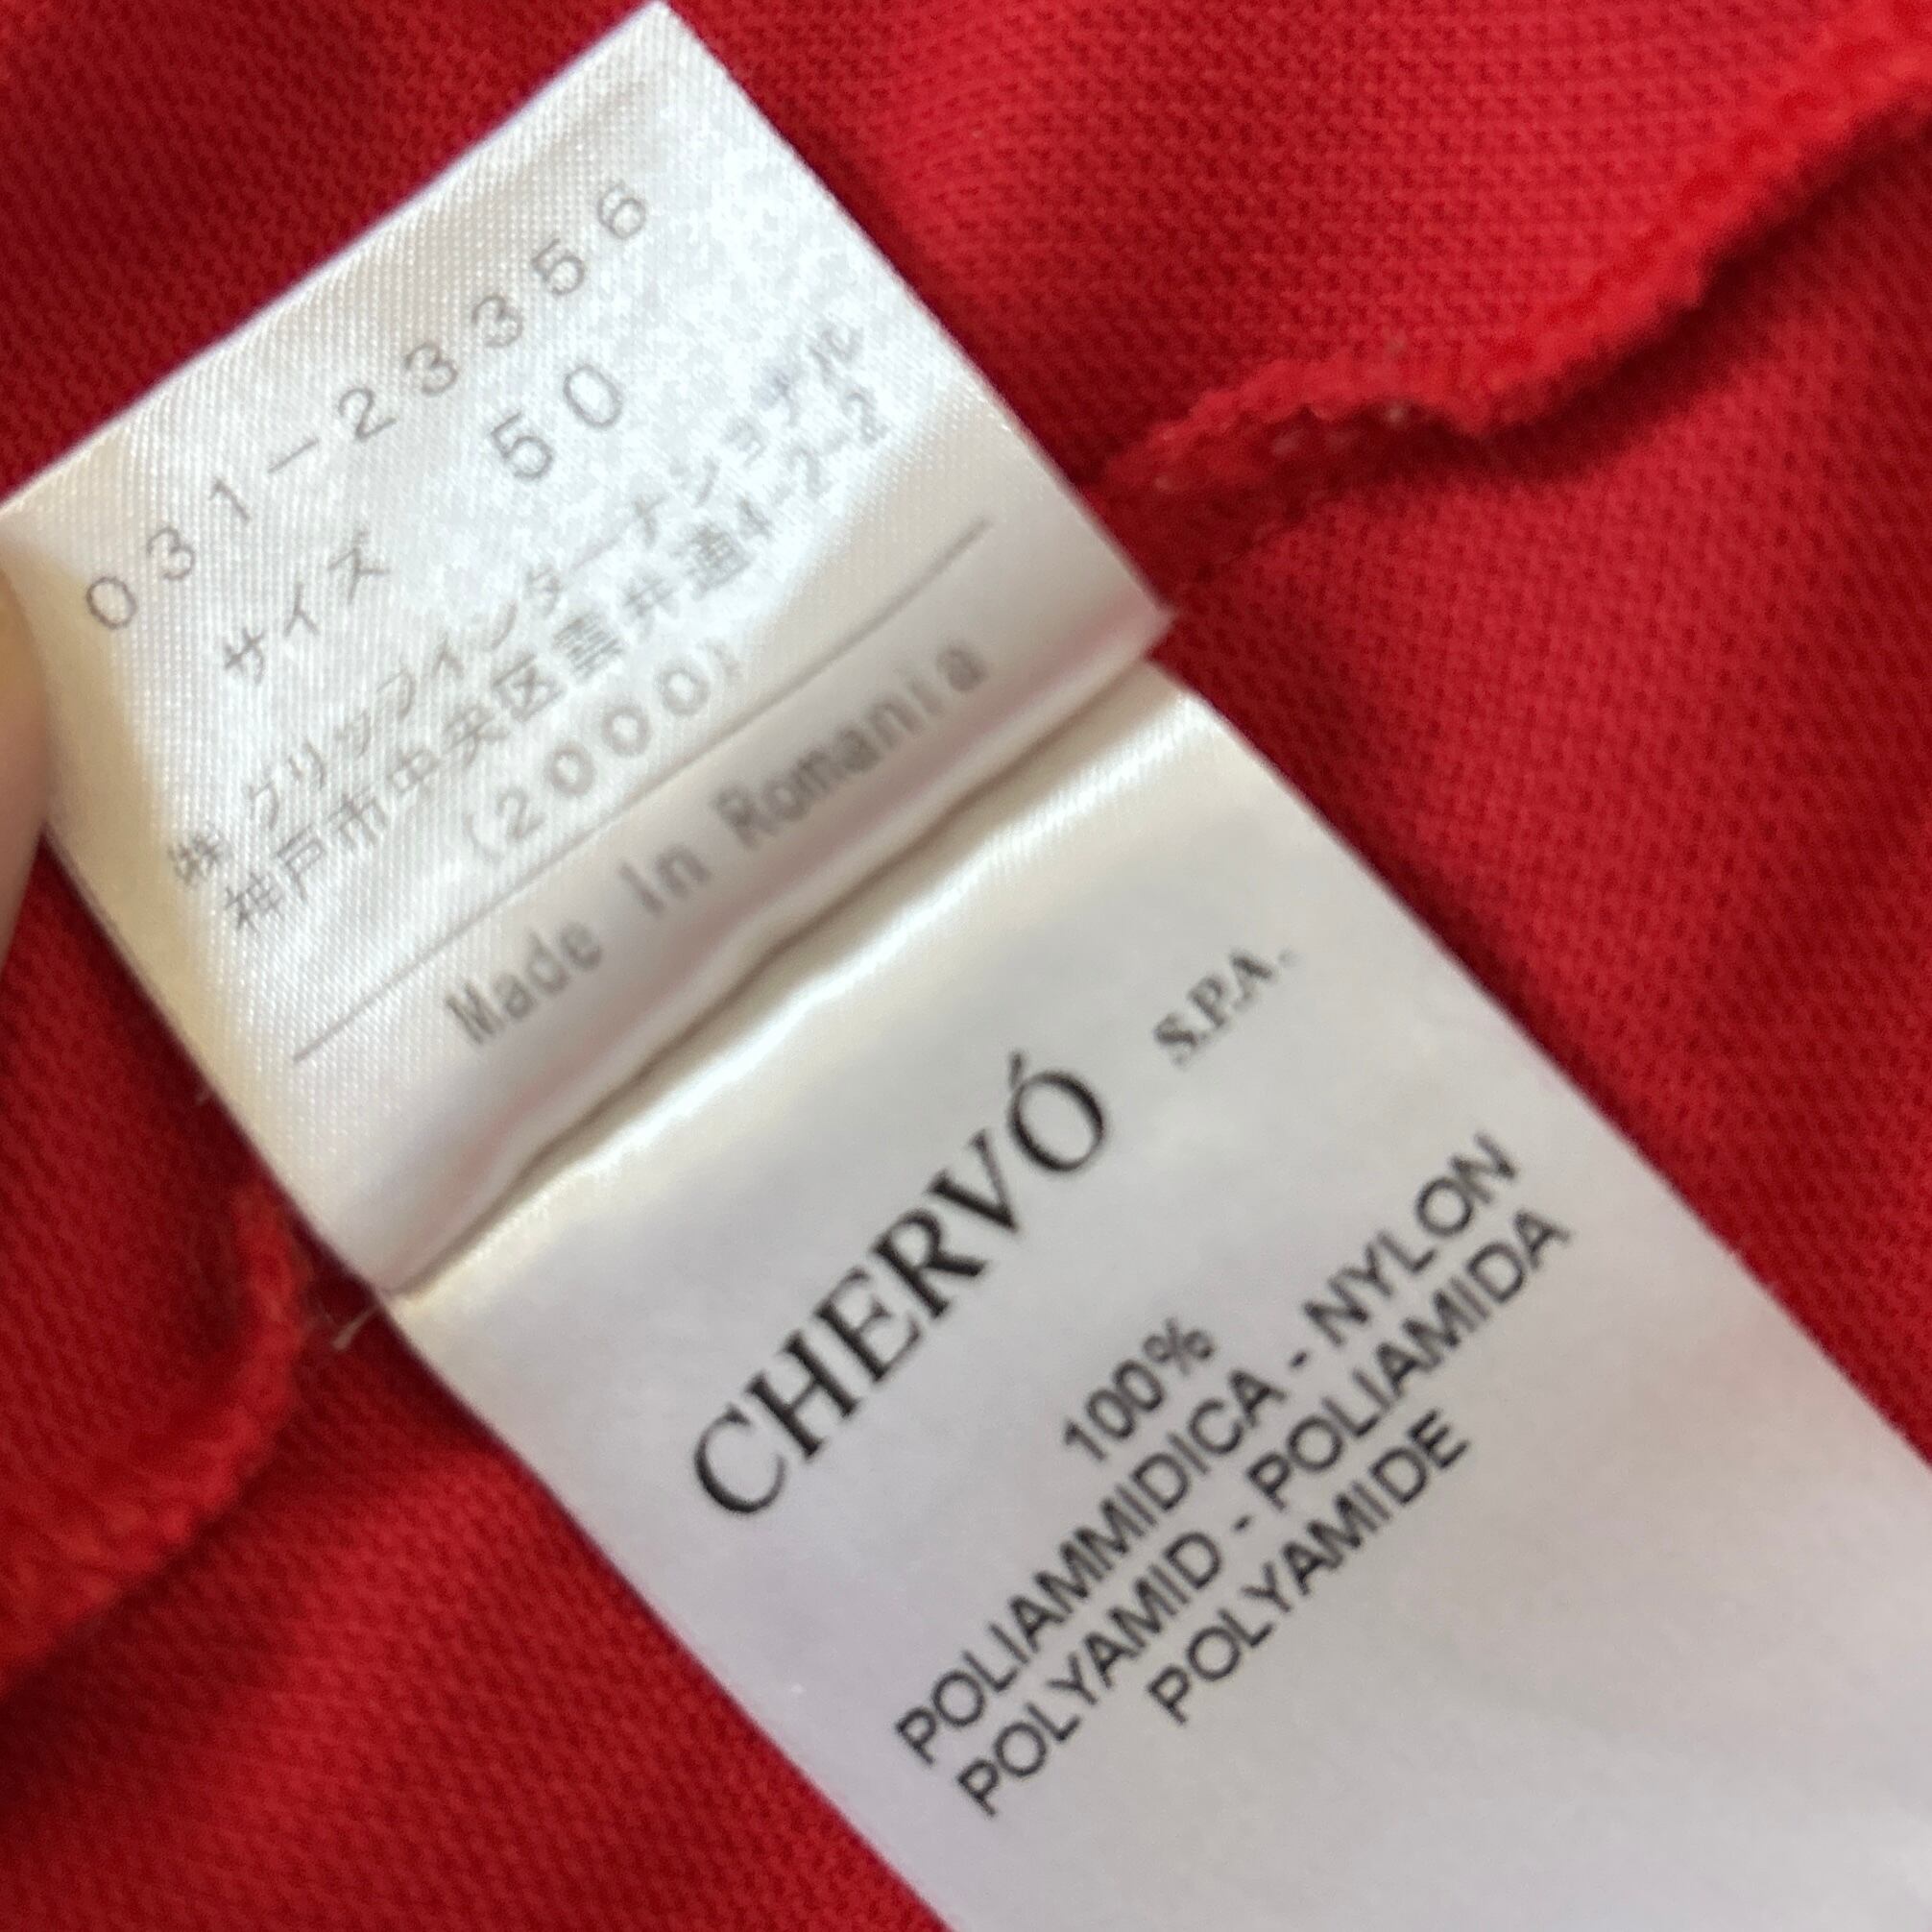 031-23356
サイズ 50
㈱グリップインターナショナル
神戸市中央区雲井通4-2-2
(2000)
Made In Romania
CHERVÓ S.P.A.
100%
POLIAMMIDICA - NYLON
POLYAMID - POLIAMIDA
POLYAMIDE